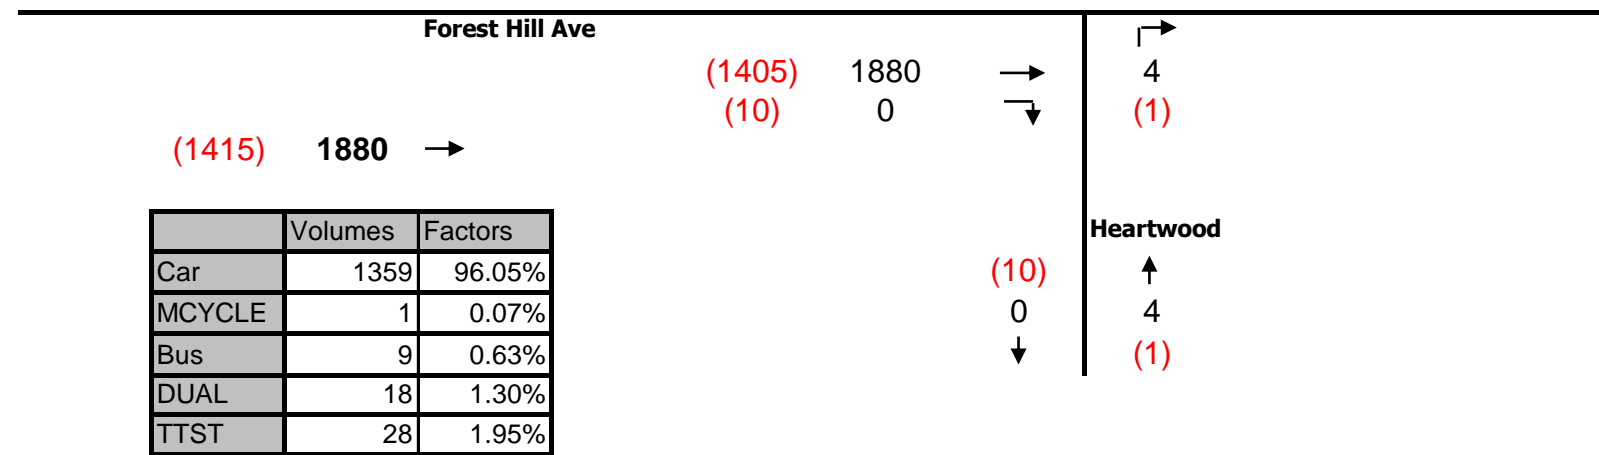 Forest Hill Ave
(1405) 1880 4
(10) 0 (1)
(1415) 1880
Volumes Factors
Heartwood
Car 1359 96.05%
(10)
MCYCLE 1 0.07%
0 4
Bus 9 0.63%
(1)
DUAL 18 1.30%
TTST 28 1.95%